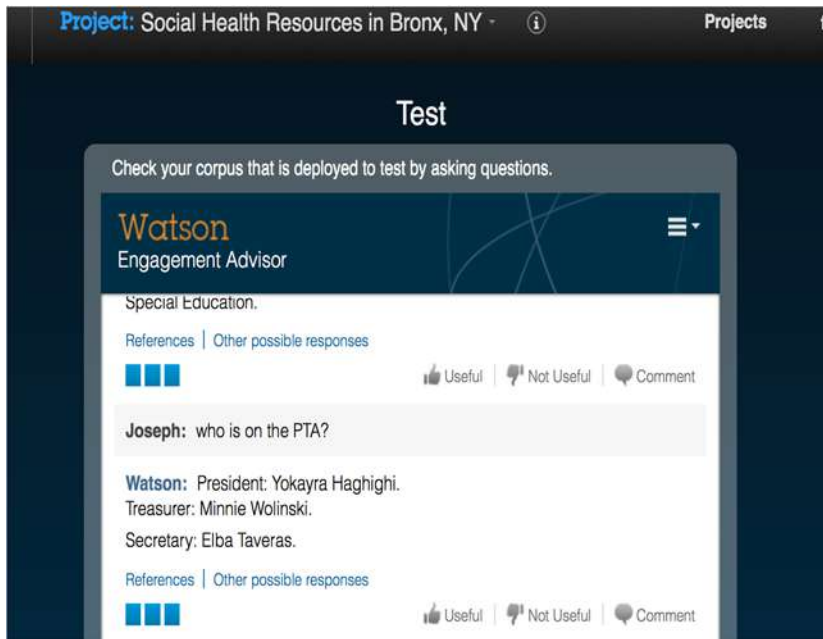 Project: Social Health Resources in Bronx, NY
Projects
Test
Check your corpus that is deployed to test by asking questions.
Watson
Engagement Advisor
Special Education.
References | Other possible responses
Useful | Not Useful | Comment
Joseph: who is on the PTA?
Watson: President: Yokayra Haghighi.
Treasurer: Minnie Wolinski.
Secretary: Elba Taveras.
References | Other possible responses
Useful | Not Useful | Comment